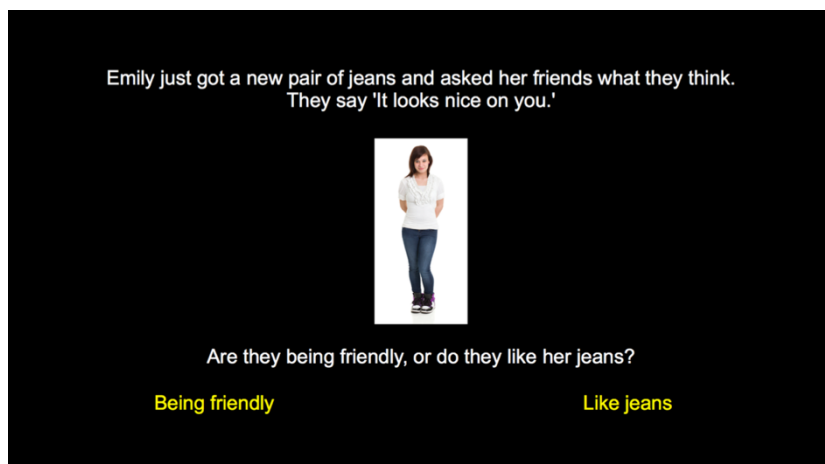 Emily just got a new pair of jeans and asked her friends what they think.
They say 'It looks nice on you.'
Are they being friendly, or do they like her jeans?
Being friendly
Like jeans